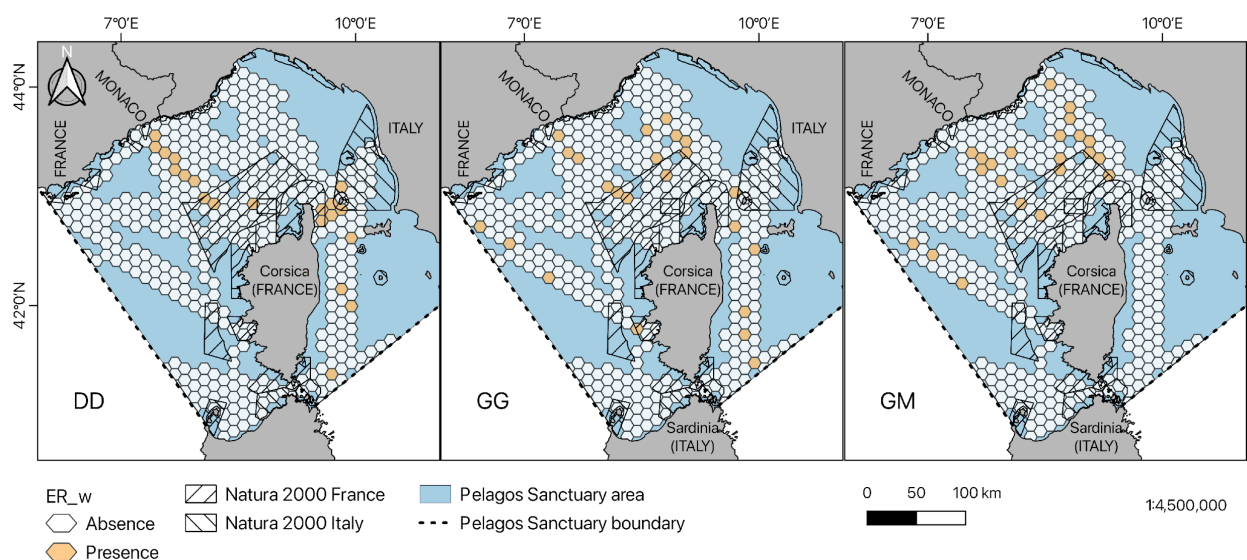 7°0′E 10°0′E 7°0′E 10°0′E 7°0′E 10°0′E
44°0′N
42°0′N
N
MONACO
FRANCE
ITALY
Corsica
(FRANCE)
DD
MONACO
FRANCE
ITALY
Corsica
(FRANCE)
GG
Sardinia
(ITALY)
MONACO
FRANCE
ITALY
Corsica
(FRANCE)
GM
Sardinia
(ITALY)
ER_w
Absence
Presence
Natura 2000 France
Natura 2000 Italy
Pelagos Sanctuary area
Pelagos Sanctuary boundary
0 50 100 km
1:4,500,000